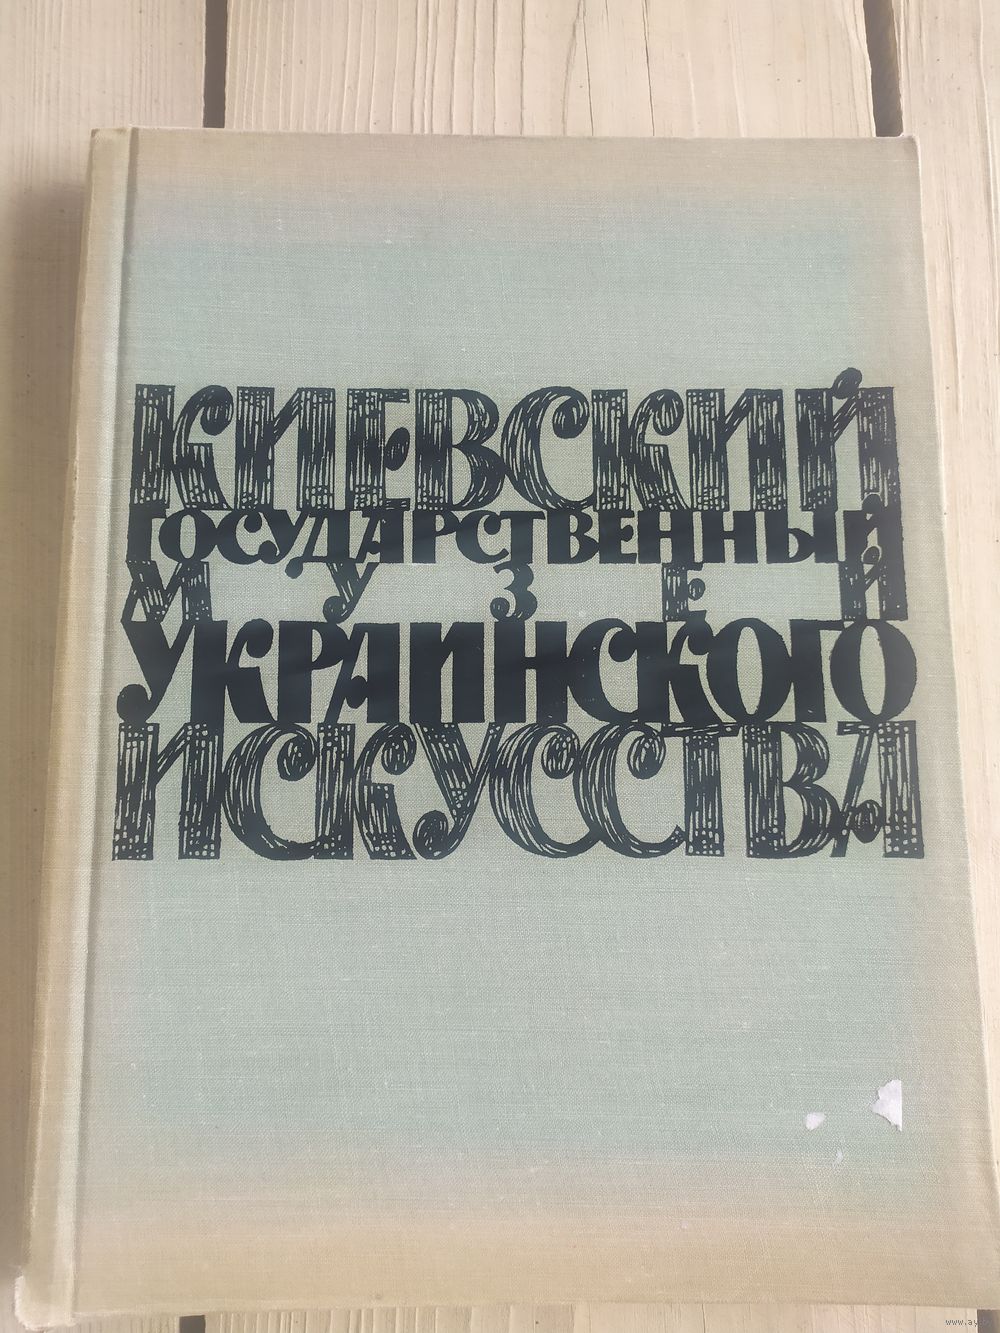 КИЕВСКИЙ
ГОСУДАРСТВЕННЫЙ
МУЗЕЙ
УКРАИНСКОГО
ИСКУССТВА